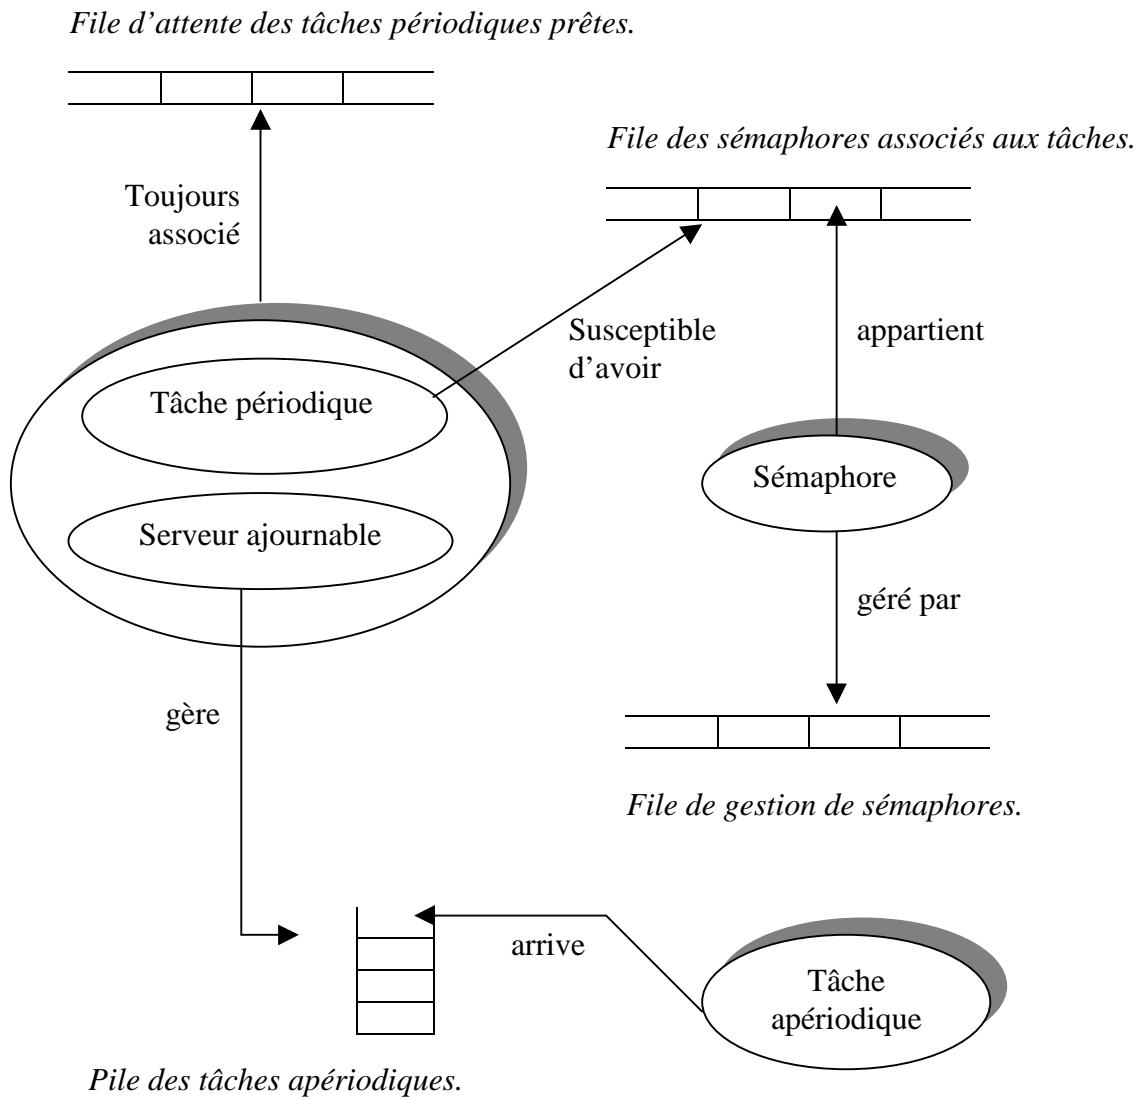 File d'attente des tâches périodiques prêtes.
File des sémaphores associés aux tâches.
Toujours
associé
Susceptible
d'avoir
appartient
Tâche périodique
Sémaphore
Serveur ajournable
géré par
gère
File de gestion de sémaphores.
arrive
Tâche
apériodique
Pile des tâches apériodiques.